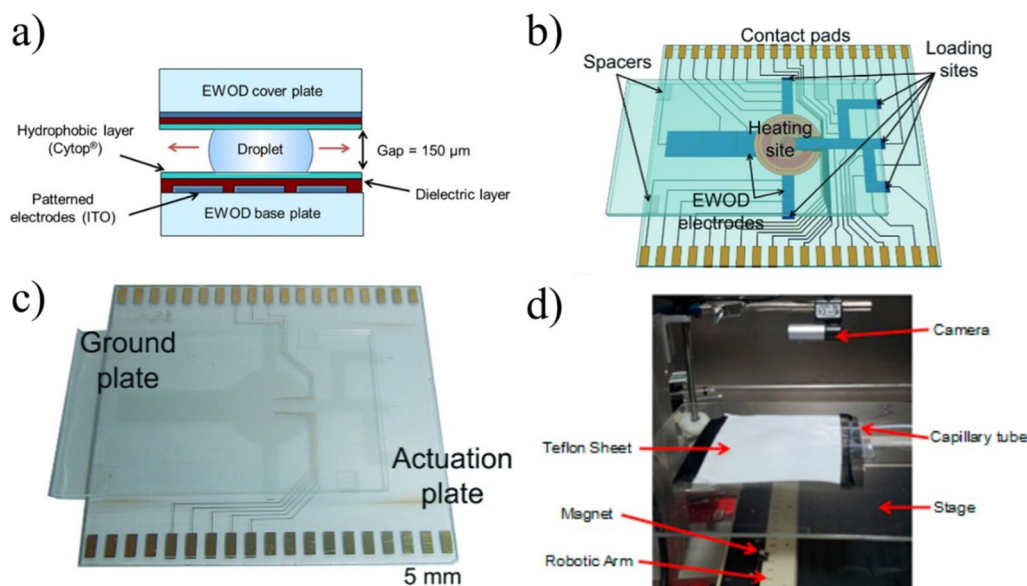 a)
EWOD cover plate
Hydrophobic layer
(Cytop®)
Droplet
Gap = 150 µm
Patterned
electrodes (ITO)
EWOD base plate
Dielectric layer
b)
Contact pads
Spacers
Loading
sites
Heating
site
EWOD
electrodes
c)
Ground
plate
Actuation
plate
5 mm
d)
Camera
Teflon Sheet
Capillary tube
Magnet
Stage
Robotic Arm